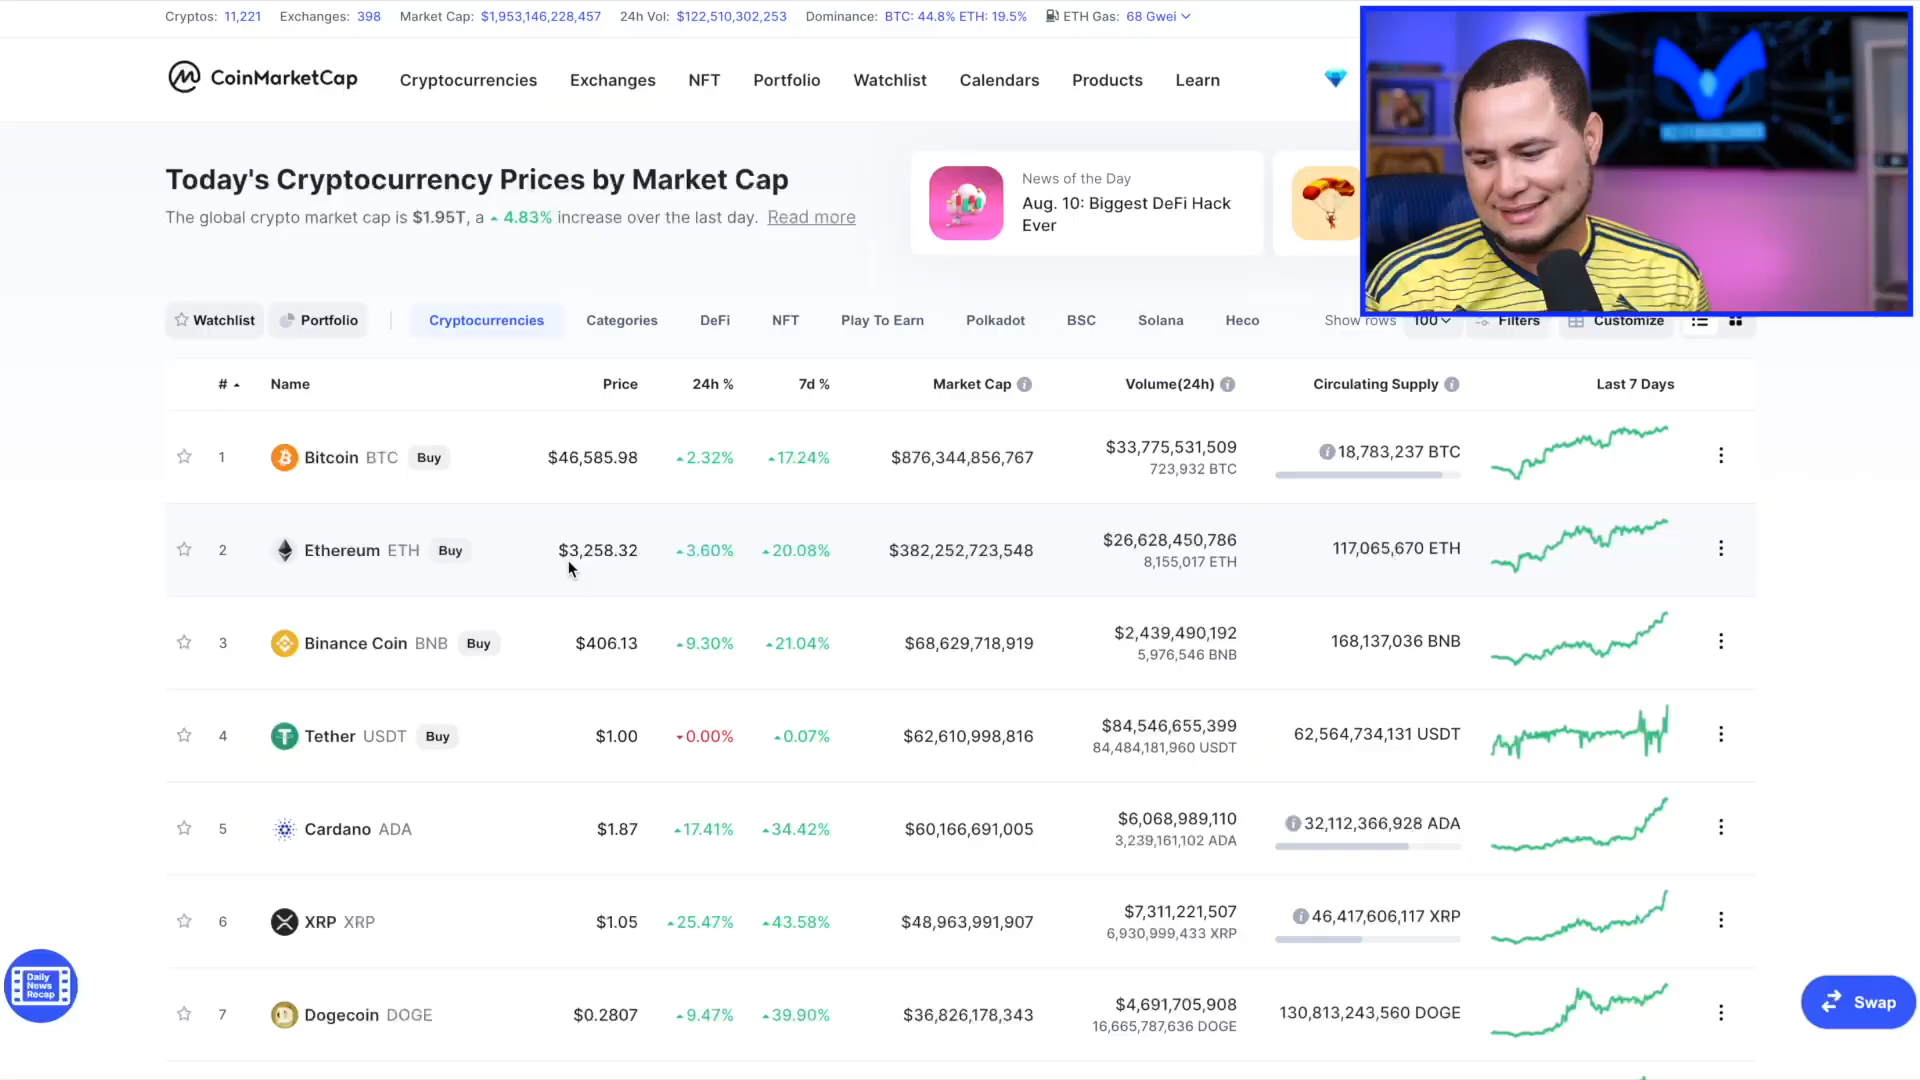 Cryptos: 11,221 Exchanges: 398 Market Cap: $1,953,146,228,457 24h Vol: $122,510,302,253 Dominance: BTC: 44.8% ETH: 19.5% ETH Gas: 68 Gwei
CoinMarketCap Cryptocurrencies Exchanges NFT Portfolio Watchlist Calendars Products Learn
Today's Cryptocurrency Prices by Market Cap
The global crypto market cap is $1.95T, a 4.83% increase over the last day. Read more
News of the Day
Aug. 10: Biggest DeFi Hack
Ever
Watchlist Portfolio Cryptocurrencies Categories DeFi NFT Play To Earn Polkadot BSC Solana Heco Show rows 100 Filters Customize
# Name Price 24h % 7d % Market Cap Volume(24h) Circulating Supply Last 7 Days
1 Bitcoin BTC Buy $46,585.98 2.32% 17.24% $876,344,856,767 $33,775,531,509 18,783,237 BTC
723,932 BTC
2 Ethereum ETH Buy $3,258.32 3.60% 20.08% $382,252,723,548 $26,628,450,786 117,065,670 ETH
8,155,017 ETH
3 Binance Coin BNB Buy $406.13 9.30% 21.04% $68,629,718,919 $2,439,490,192 168,137,036 BNB
5,976,546 BNB
4 Tether USDT Buy $1.00 0.00% 0.07% $62,610,998,816 $84,546,655,399 62,564,734,131 USDT
84,484,181,960 USDT
5 Cardano ADA $1.87 17.41% 34.42% $60,166,691,005 $6,068,989,110 32,112,366,928 ADA
3,239,161,102 ADA
6 XRP XRP $1.05 25.47% 43.58% $48,963,991,907 $7,311,221,507 46,417,606,117 XRP
6,930,999,433 XRP
7 Dogecoin DOGE $0.2807 9.47% 39.90% $36,826,178,343 $4,691,705,908 130,813,243,560 DOGE
16,665,787,636 DOGE
Daily
News
Recap
Swap